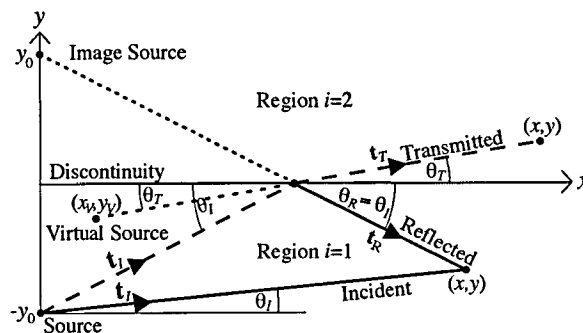 y
y₀
Image Source
Region i=2
(x,y)
t_T
Transmitted
Discontinuity
x
θ_T
θ_I
θ_T
(x_V,y_V)
θ_R = θ_I
Virtual Source
t_R
Reflected
t_I
Region i=1
t_I
(x,y)
θ_I
Incident
-y₀
Source